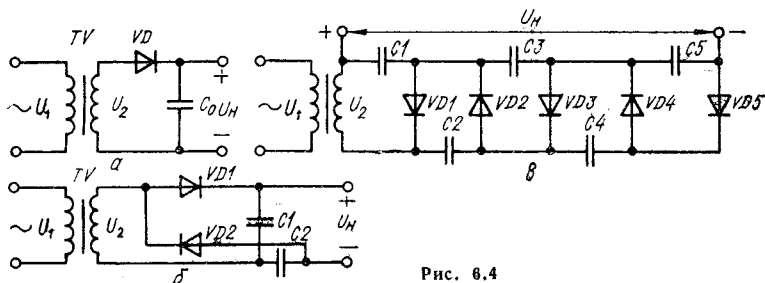 TV VD
~U₁ U₂ C₀ Uн + −
а
+ Uн −
C1 C3 C5
~U₁ U₂ VD1 VD2 VD3 VD4 VD5
C2 C4
в
TV VD1
~U₁ U₂ VD2 C1 C2 Uн + −
б
Рис. 6.4